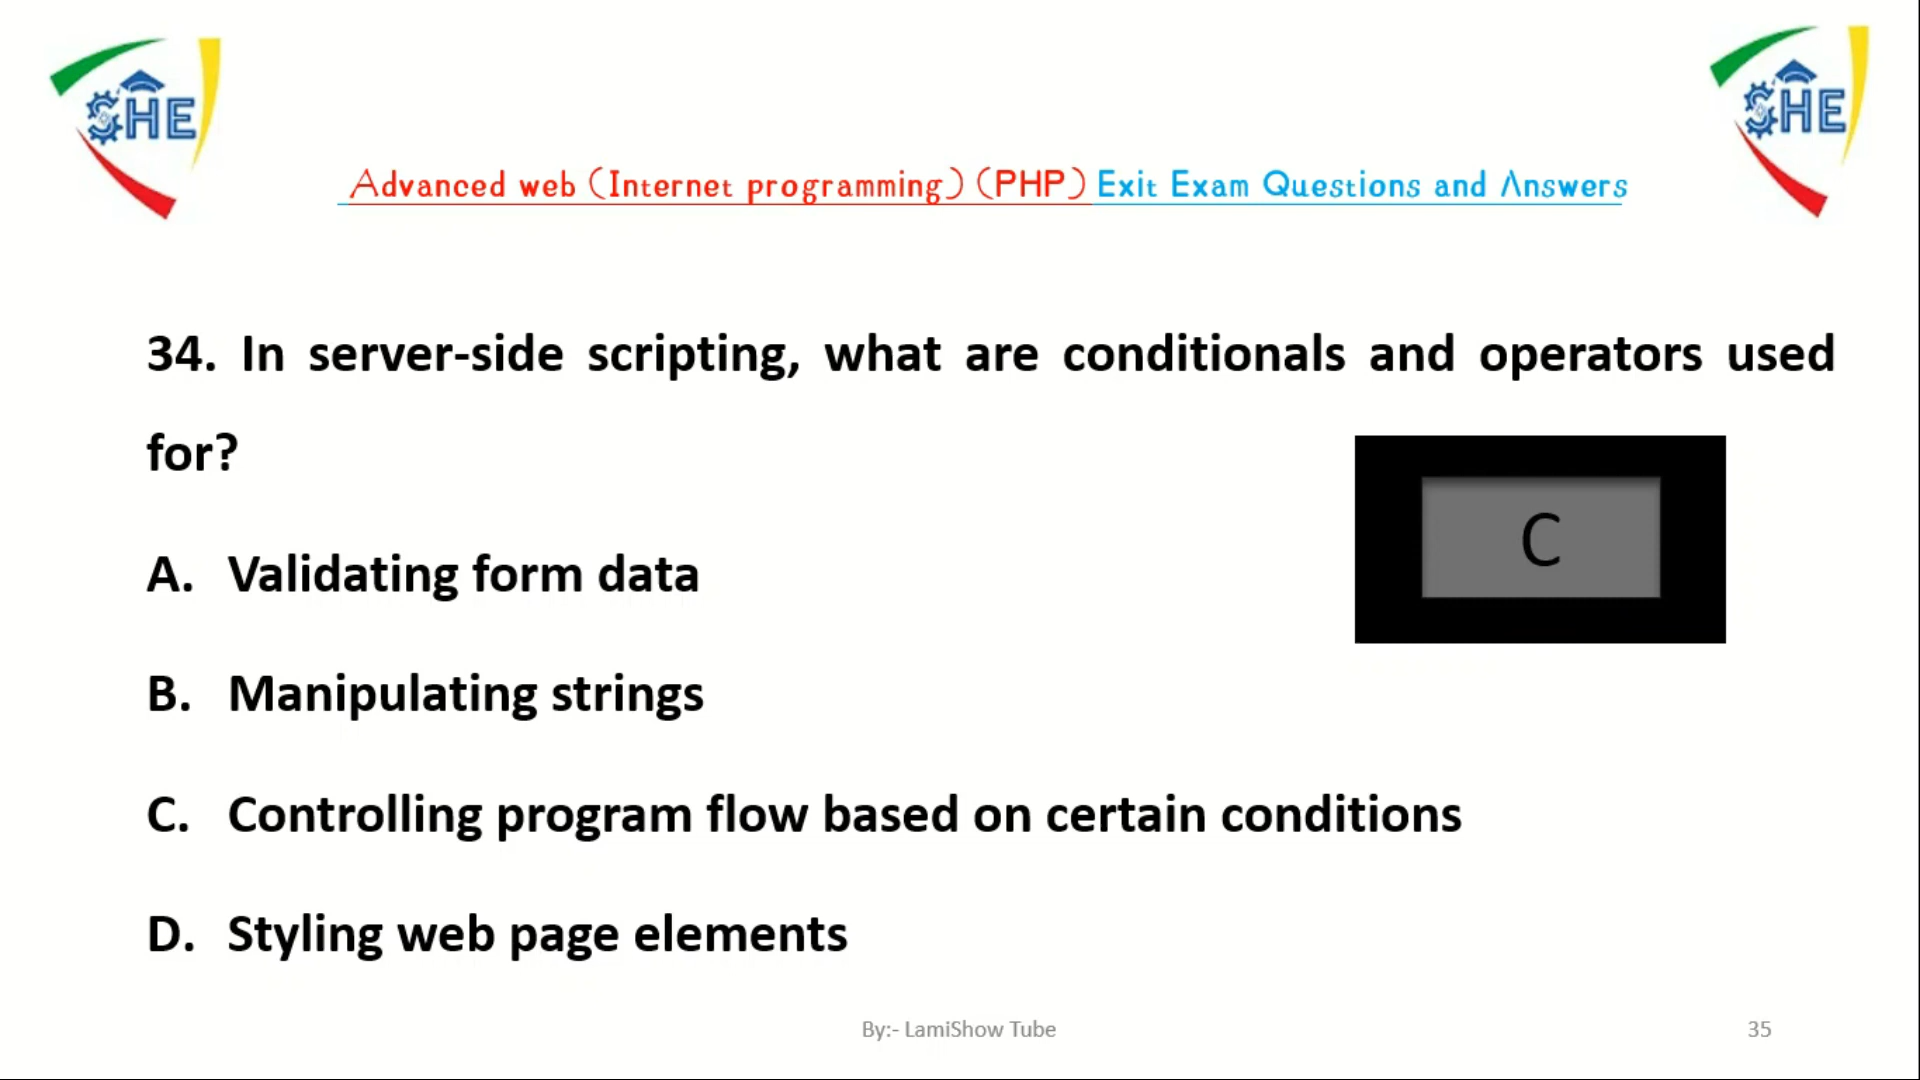 SHE
SHE
Advanced web (Internet programming) (PHP) Exit Exam Questions and Answers
34. In server-side scripting, what are conditionals and operators used
for?
C
A. Validating form data
B. Manipulating strings
C. Controlling program flow based on certain conditions
D. Styling web page elements
By:- LamiShow Tube
35